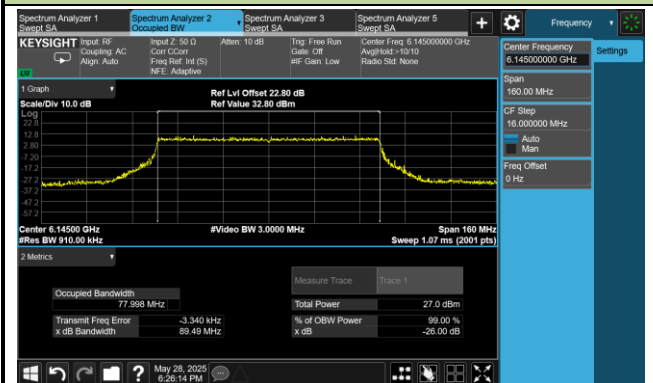 Spectrum Analyzer 1
Swept SA
Spectrum Analyzer 2
Occupied BW
Spectrum Analyzer 3
Swept SA
Spectrum Analyzer 5
Swept SA
Frequency
KEYSIGHT
Input: RF
Coupling: AC
Align: Auto
Input Z: 50 Ω
Corr CCorr
Freq Ref: Int (S)
NFE: Adaptive
Atten: 10 dB
Trig: Free Run
Gate: Off
#IF Gain: Low
Center Freq: 6.145000000 GHz
Avg|Hold:>10/10
Radio Std: None
Center Frequency
6.145000000 GHz
Settings
Span
160.00 MHz
CF Step
16.000000 MHz
Auto
Man
Freq Offset
0 Hz
1 Graph
Scale/Div 10.0 dB
Ref Lvl Offset 22.80 dB
Ref Value 32.80 dBm
Log
22.8
12.8
2.80
-7.20
-17.2
-27.2
-37.2
-47.2
-57.2
Center 6.14500 GHz
#Res BW 910.00 kHz
#Video BW 3.0000 MHz
Span 160 MHz
Sweep 1.07 ms (2001 pts)
2 Metrics
Measure Trace
Trace 1
Occupied Bandwidth
77.998 MHz
Total Power
27.0 dBm
Transmit Freq Error
-3.340 kHz
% of OBW Power
99.00 %
x dB Bandwidth
89.49 MHz
x dB
-26.00 dB
May 28, 2025
6:26:14 PM